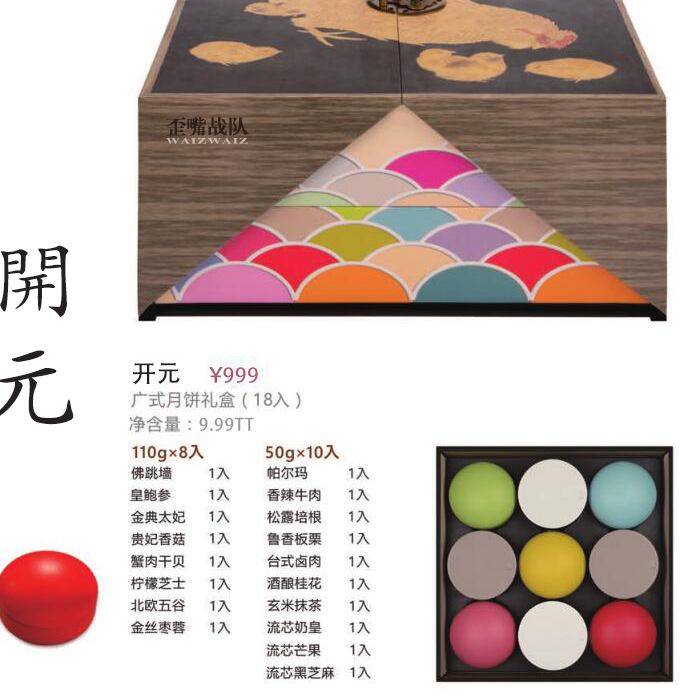 歪嘴战队
WAIZWAIZ
開
元
开元 ¥999
广式月饼礼盒（18入）
净含量：9.99TT
110g×8入 50g×10入
佛跳墙 1入 帕尔玛 1入
皇鲍参 1入 香辣牛肉 1入
金典太妃 1入 松露培根 1入
贵妃香菇 1入 鲁香板栗 1入
蟹肉干贝 1入 台式卤肉 1入
柠檬芝士 1入 酒酿桂花 1入
北欧五谷 1入 玄米抹茶 1入
金丝枣蓉 1入 流芯奶皇 1入
流芯芒果 1入
流芯黑芝麻 1入